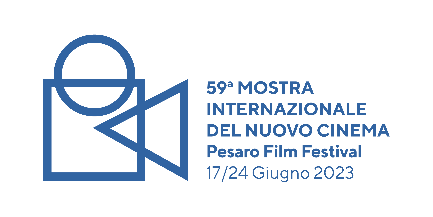 59ª MOSTRA
INTERNAZIONALE
DEL NUOVO CINEMA
Pesaro Film Festival
17/24 Giugno 2023